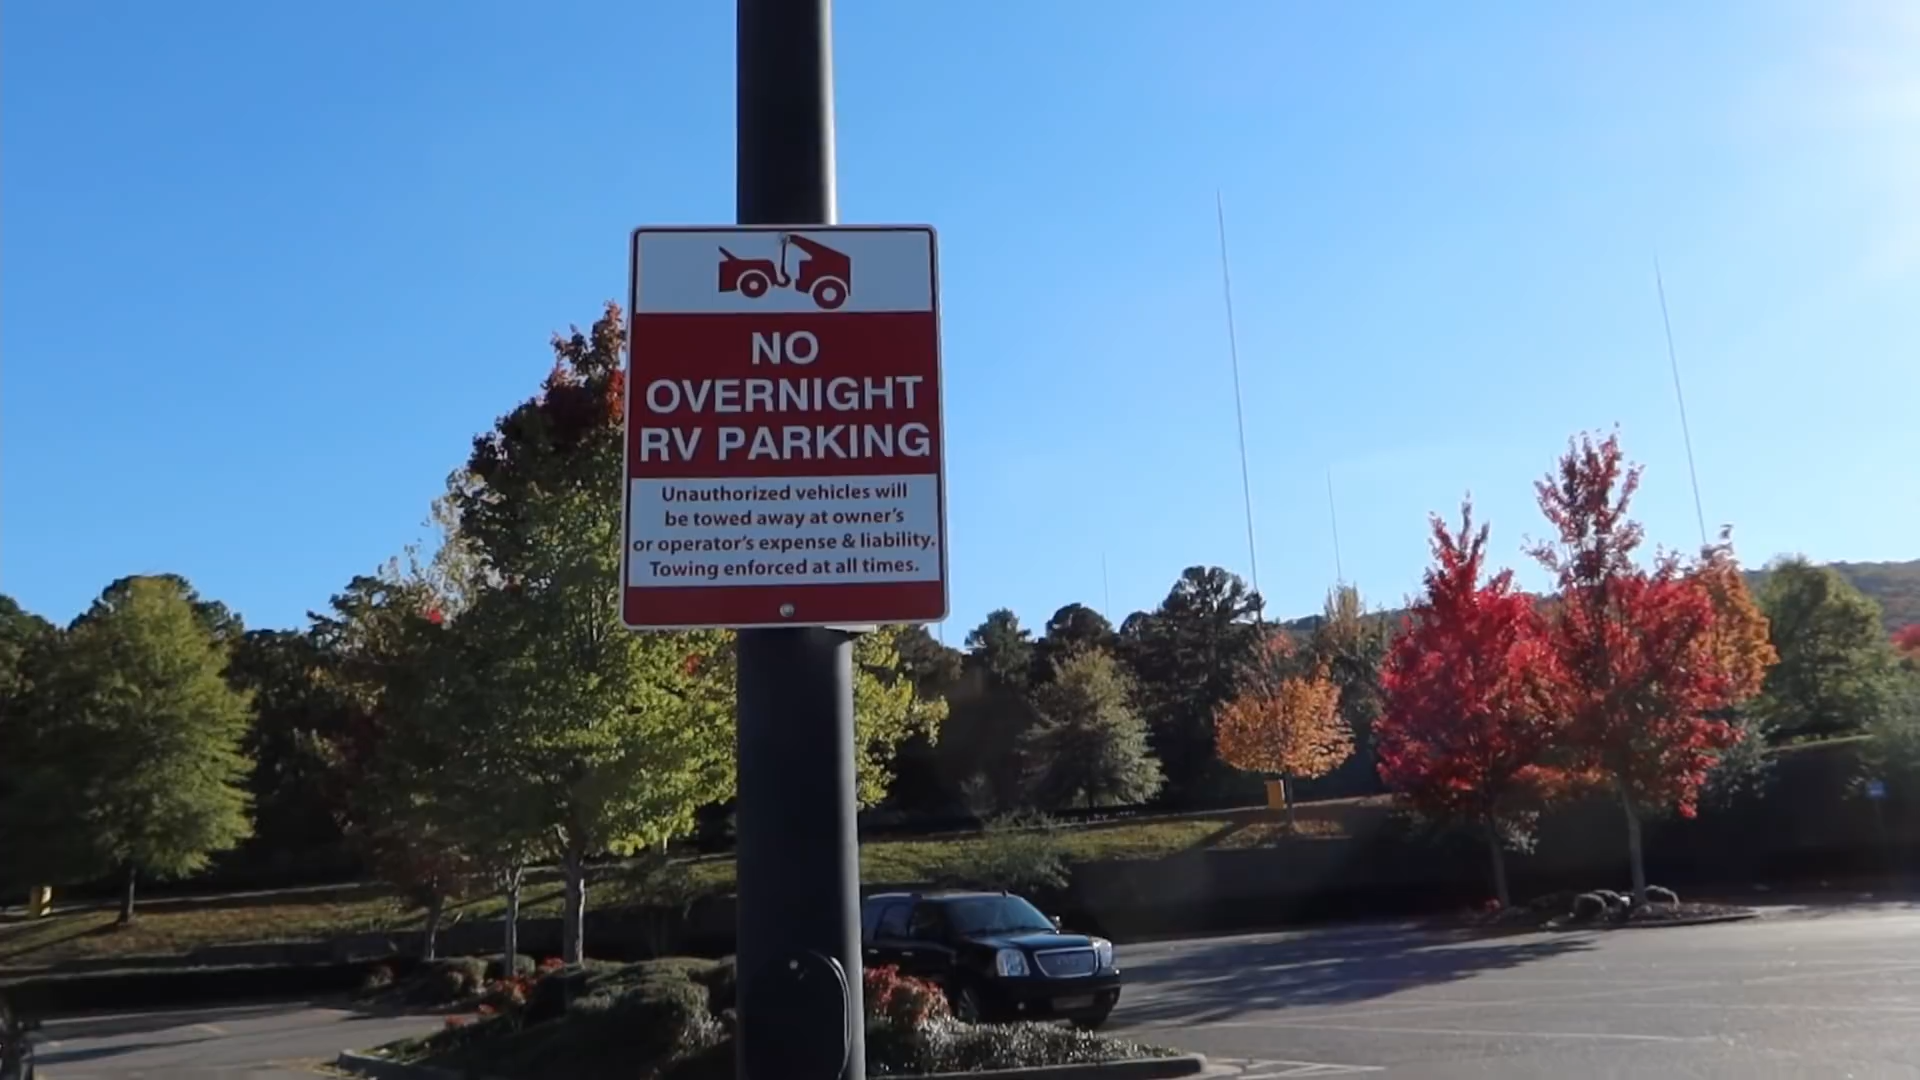 NO
OVERNIGHT
RV PARKING
Unauthorized vehicles will
be towed away at owner's
or operator's expense & liability.
Towing enforced at all times.